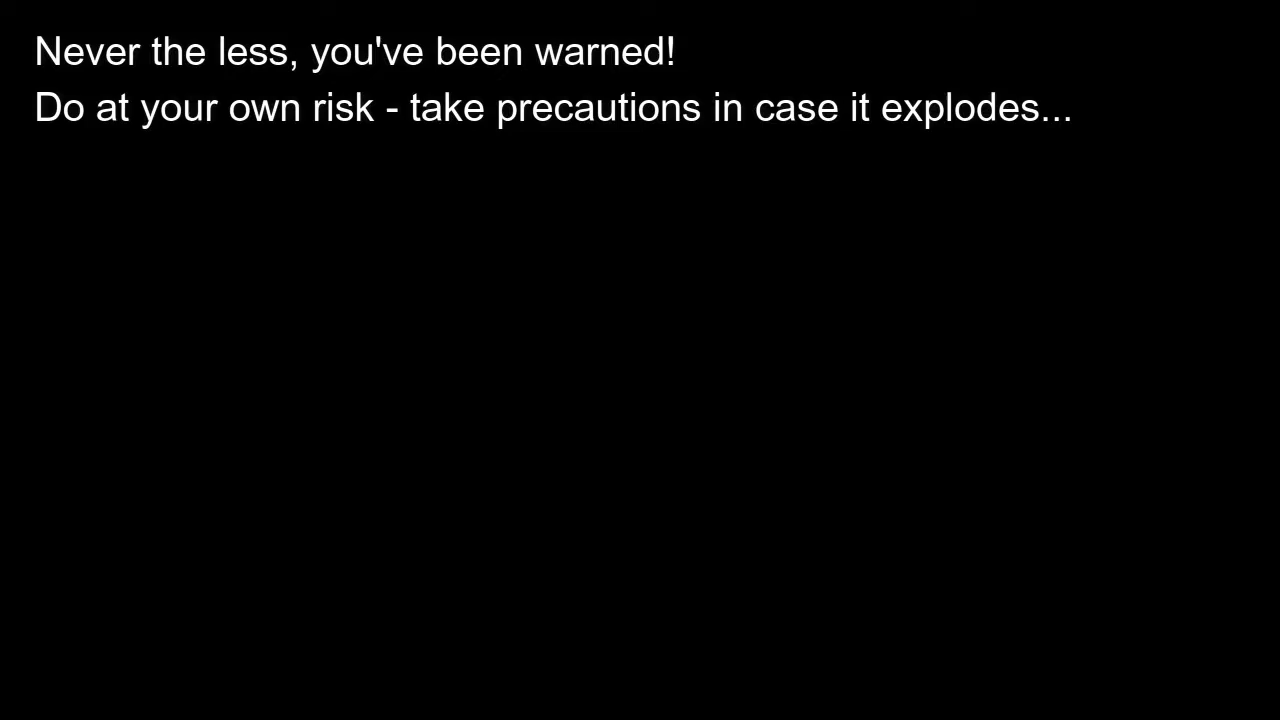 Never the less, you've been warned!
Do at your own risk - take precautions in case it explodes...